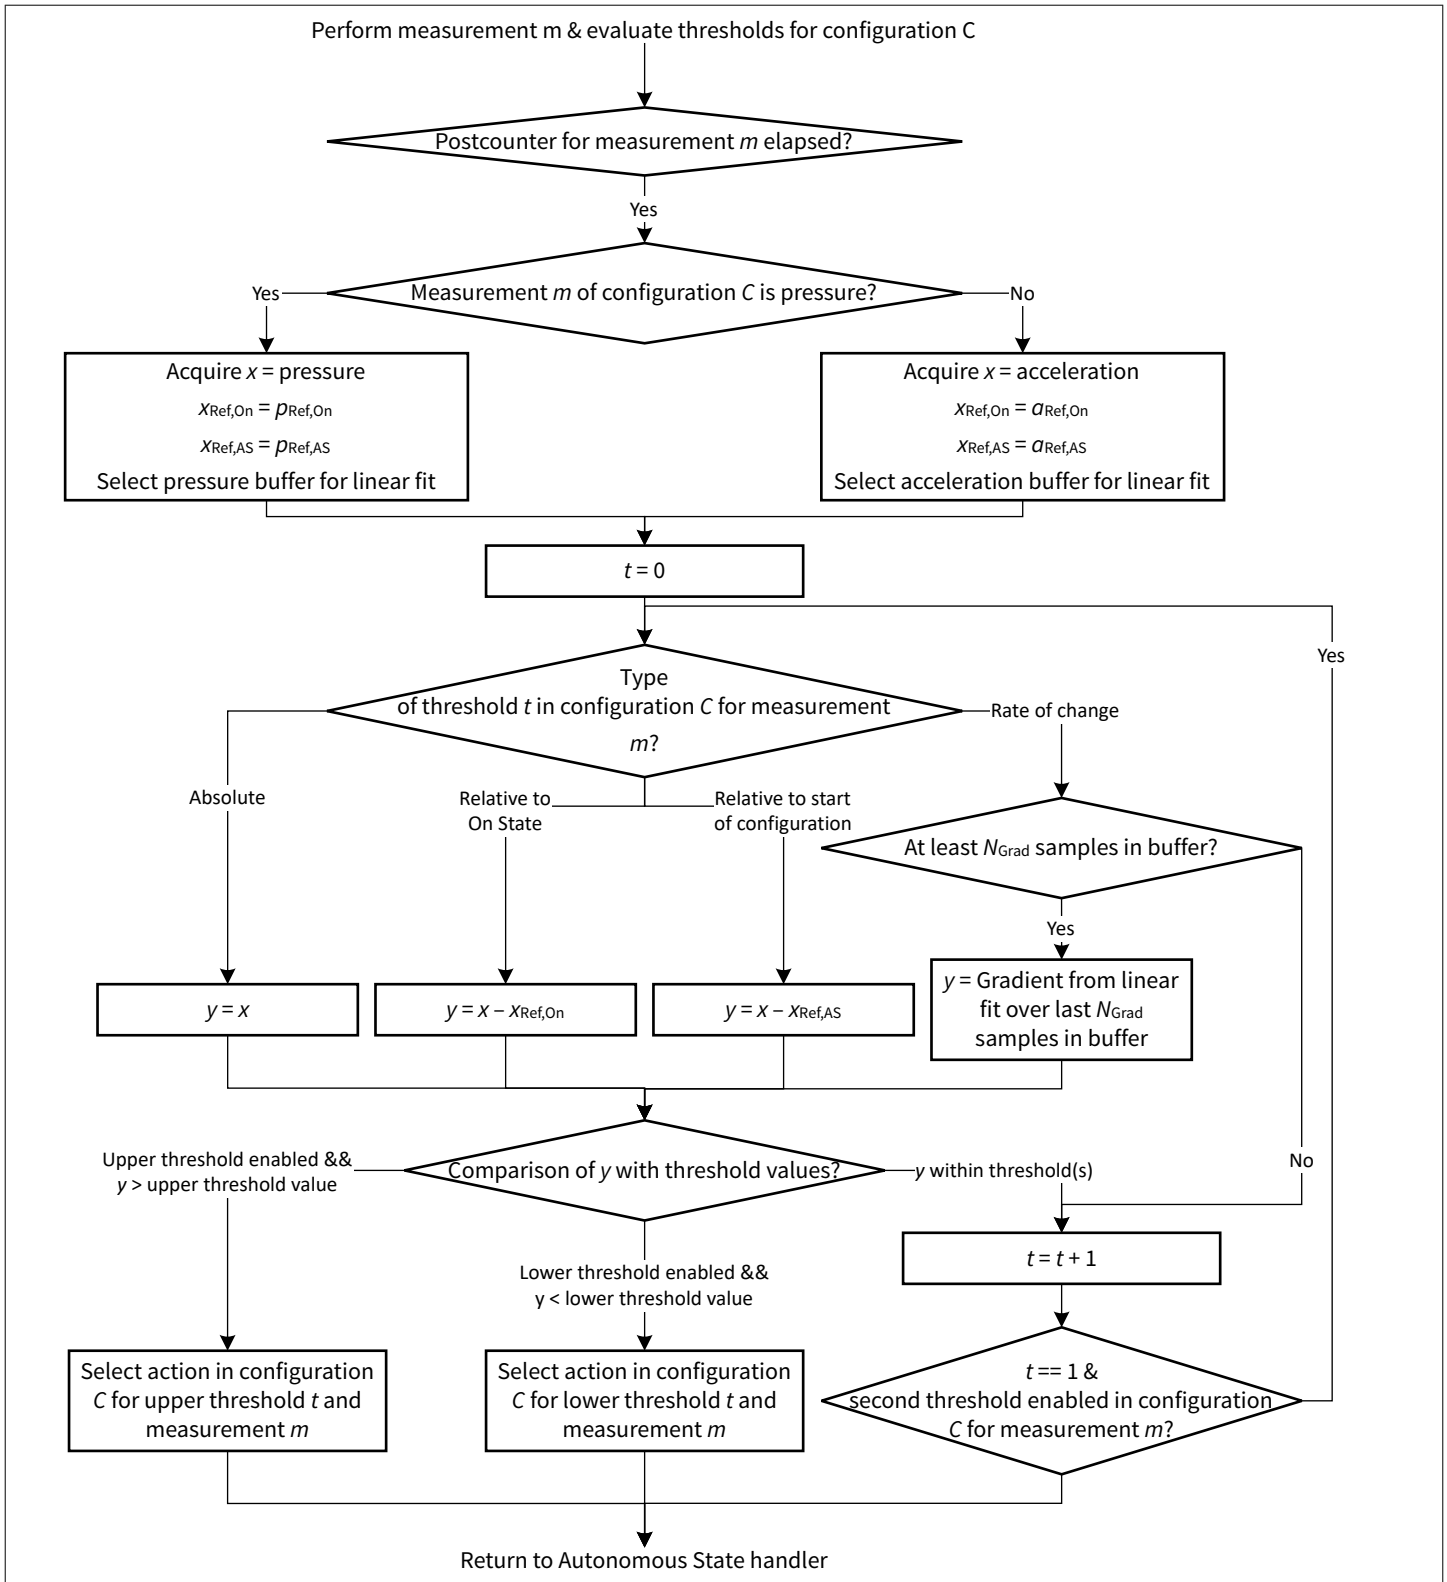 Perform measurement m & evaluate thresholds for configuration C
Postcounter for measurement m elapsed?
Yes
Measurement m of configuration C is pressure?
Yes
No
Acquire x = pressure
xRef,On = pRef,On
xRef,AS = pRef,AS
Select pressure buffer for linear fit
Acquire x = acceleration
xRef,On = aRef,On
xRef,AS = aRef,AS
Select acceleration buffer for linear fit
t = 0
Yes
Type
of threshold t in configuration C for measurement
m?
Rate of change
Absolute
Relative to
On State
Relative to start
of configuration
At least NGrad samples in buffer?
Yes
y = x
y = x – xRef,On
y = x – xRef,AS
y = Gradient from linear
fit over last NGrad
samples in buffer
Upper threshold enabled &&
y > upper threshold value
Comparison of y with threshold values?
y within threshold(s)
No
t = t + 1
Lower threshold enabled &&
y < lower threshold value
Select action in configuration
C for upper threshold t and
measurement m
Select action in configuration
C for lower threshold t and
measurement m
t == 1 &
second threshold enabled in configuration
C for measurement m?
Return to Autonomous State handler